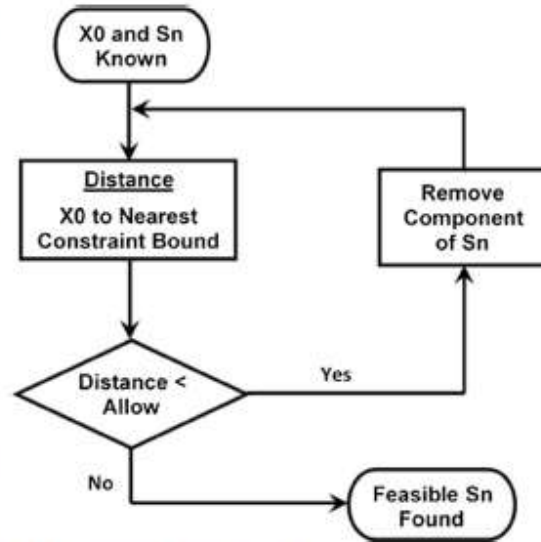 X0 and Sn
Known
Distance
X0 to Nearest
Constraint Bound
Remove
Component
of Sn
Distance <
Allow
Yes
No
Feasible Sn
Found